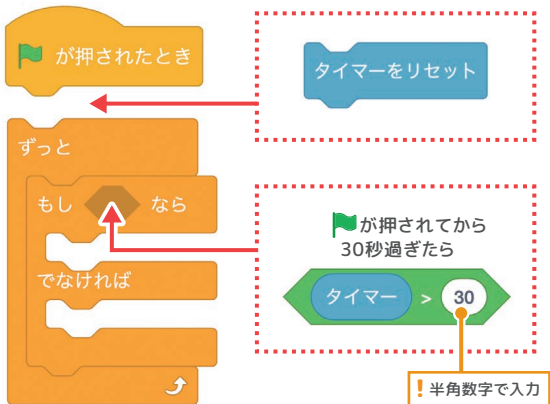 が押されたとき
タイマーをリセット
ずっと
もし なら
が押されてから
30秒過ぎたら
タイマー > 30
でなければ
!半角数字で入力